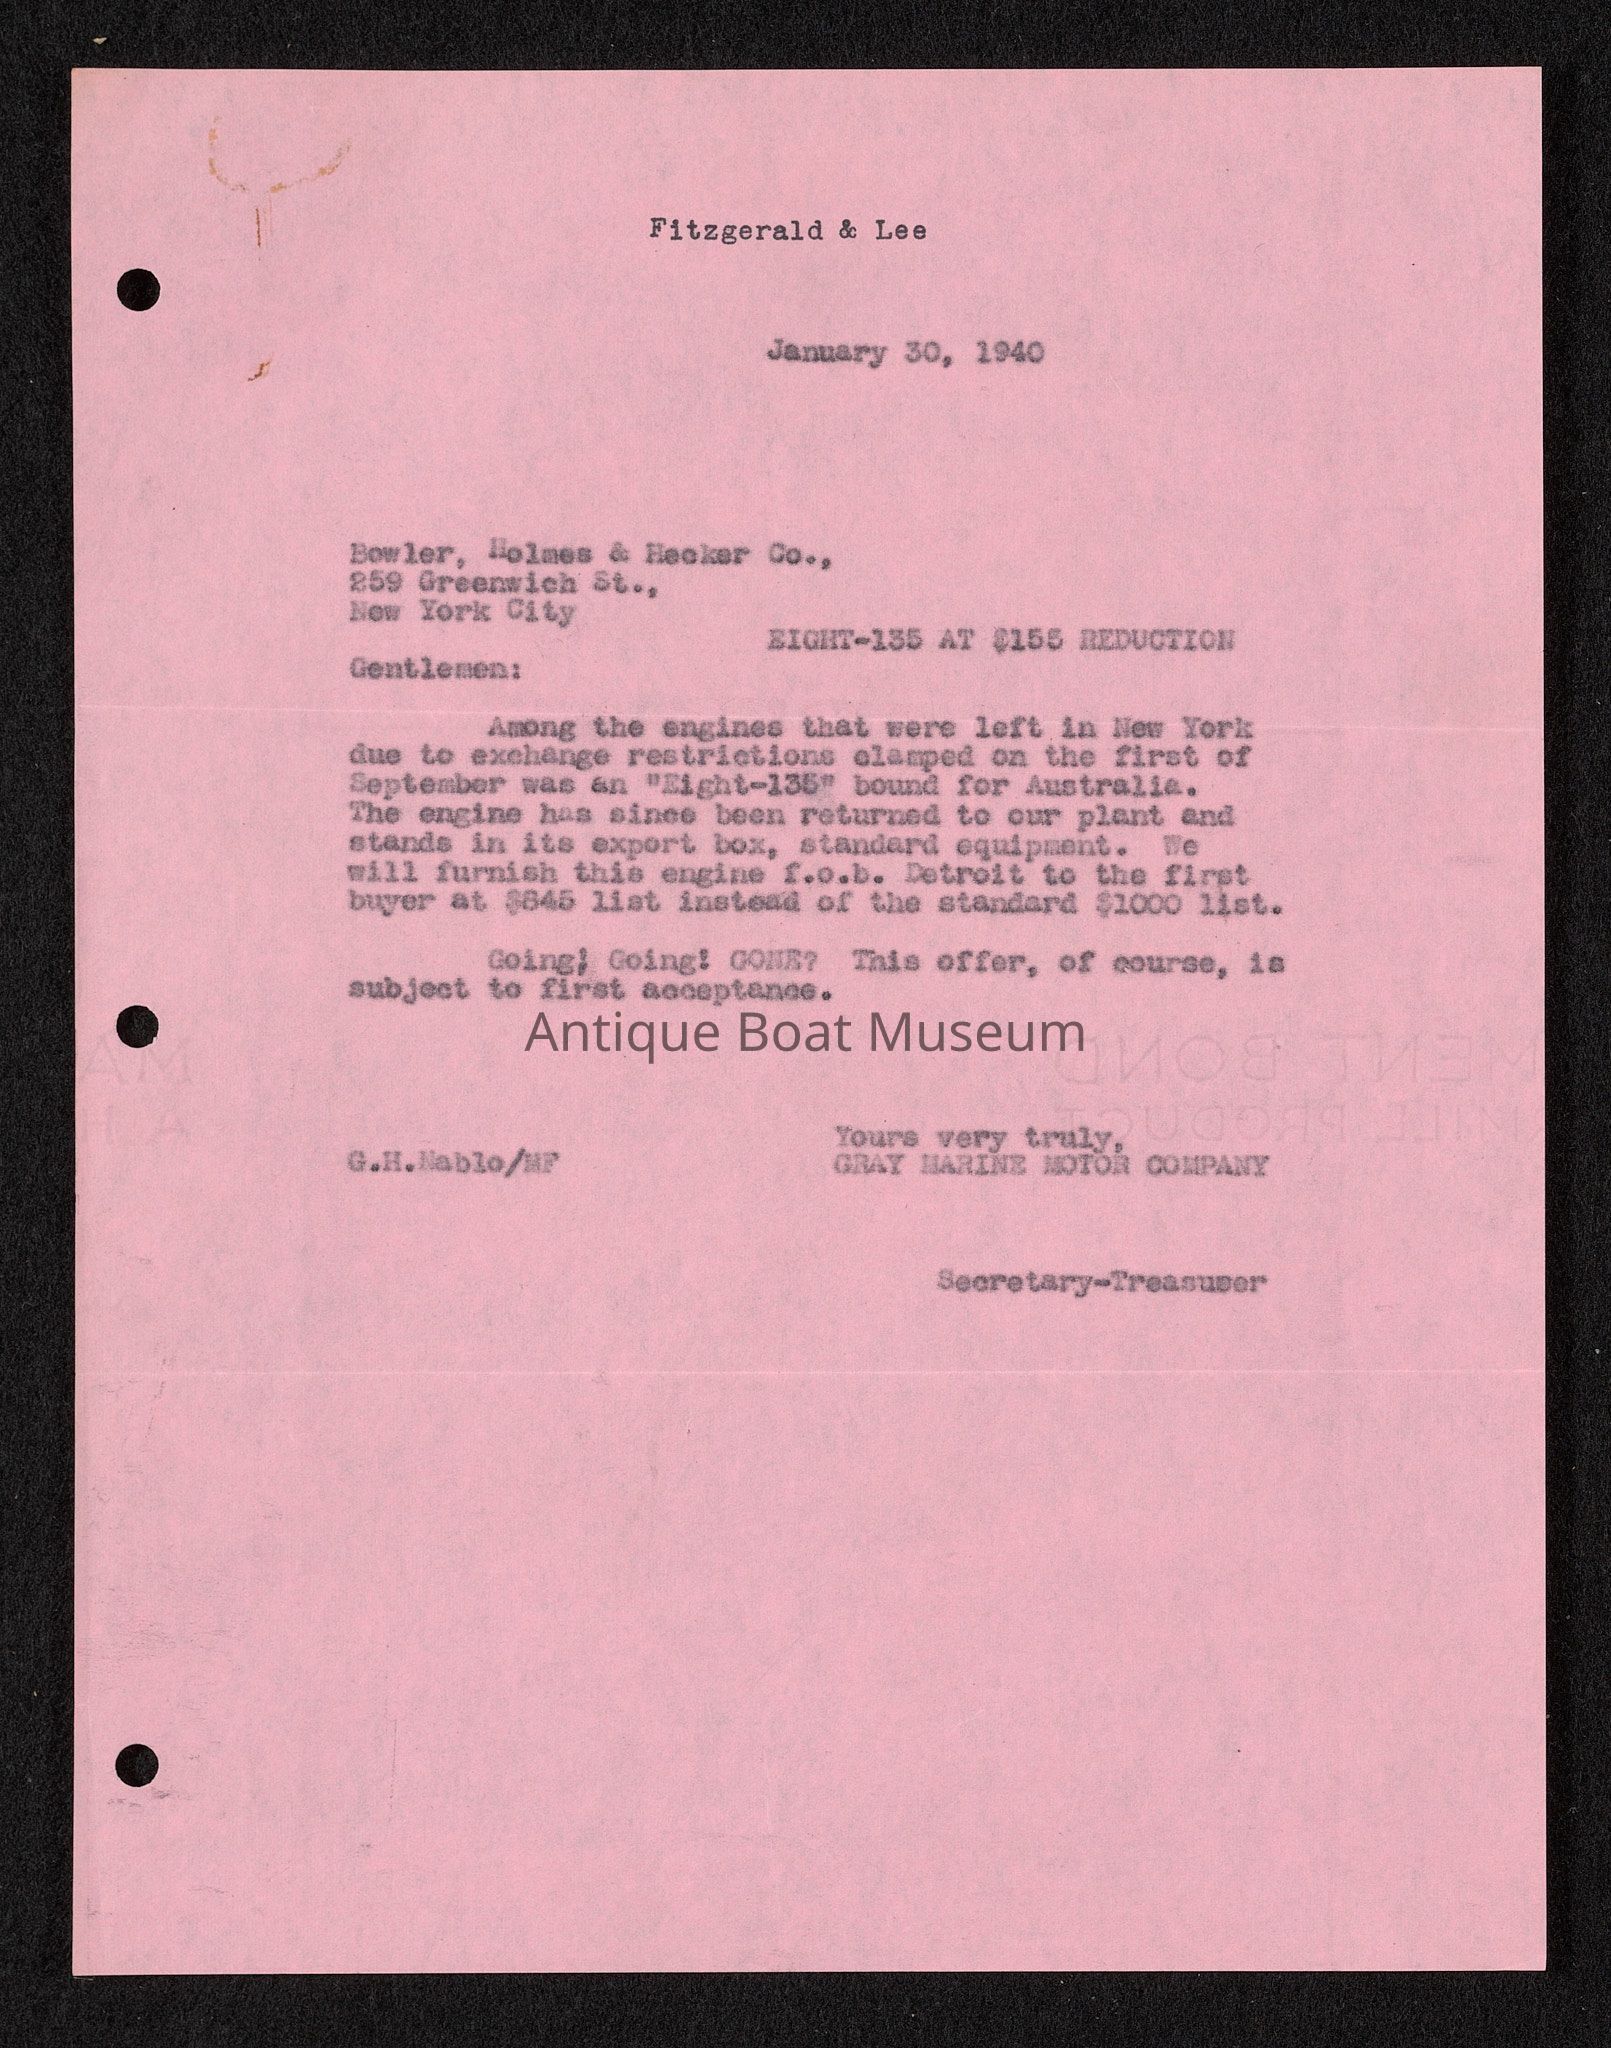 Fitzgerald & Lee
January 30, 1940
Bowler, Holmes & Hecker Co.,
259 Greenwich St.,
New York City
EIGHT-135 AT $155 REDUCTION
Gentlemen:
Among the engines that were left in New York
due to exchange restrictions clamped on the first of
September was an "Eight-135" bound for Australia.
The engine has since been returned to our plant and
stands in its export box, standard equipment. We
will furnish this engine f.o.b. Detroit to the first
buyer at $845 list instead of the standard $1000 list.
Going! Going! GONE? This offer, of course, is
subject to first acceptance.
Antique Boat Museum
Yours very truly,
G.H.Nablo/MF GRAY MARINE MOTOR COMPANY
Secretary-Treasurer